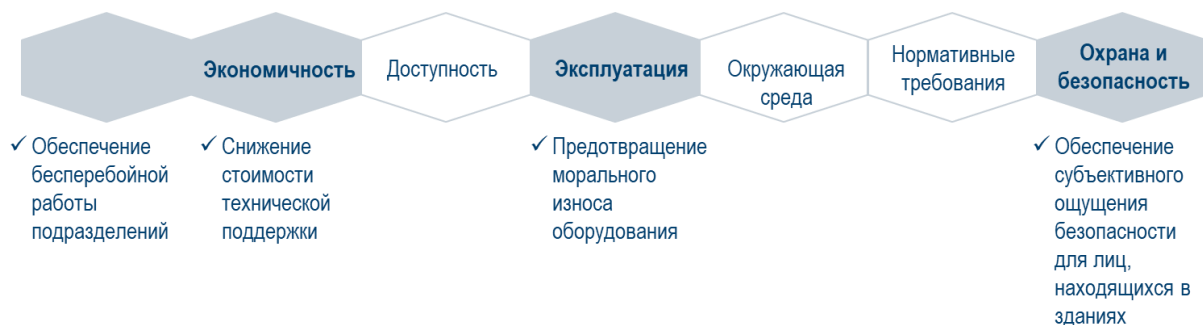 Экономичность
Доступность
Эксплуатация
Окружающая
среда
Нормативные
требования
Охрана и
безопасность
✓ Обеспечение
бесперебойной
работы
подразделений
✓ Снижение
стоимости
технической
поддержки
✓ Предотвращение
морального
износа
оборудования
✓ Обеспечение
субъективного
ощущения
безопасности
для лиц,
находящихся в
зданиях